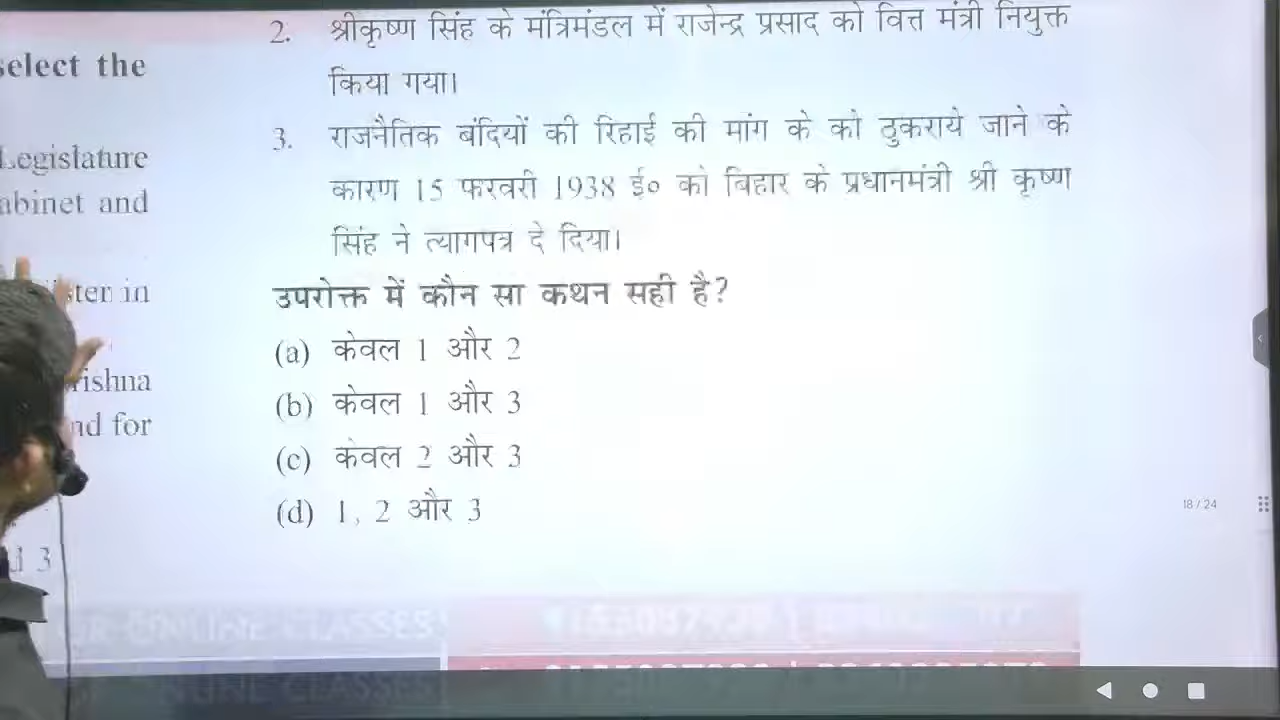 select the
Legislature
abinet and
ster in
rishna
nd for
d 3
2. श्रीकृष्ण सिंह के मंत्रिमंडल में राजेन्द्र प्रसाद को वित्त मंत्री नियुक्त
किया गया।
3. राजनैतिक बंदियों की रिहाई की मांग के को ठुकराये जाने के
कारण 15 फरवरी 1938 ई० को बिहार के प्रधानमंत्री श्री कृष्ण
सिंह ने त्यागपत्र दे दिया।
उपरोक्त में कौन सा कथन सही है?
(a) केवल 1 और 2
(b) केवल 1 और 3
(c) केवल 2 और 3
(d) 1, 2 और 3
18 / 24
ONLINE CLASSES